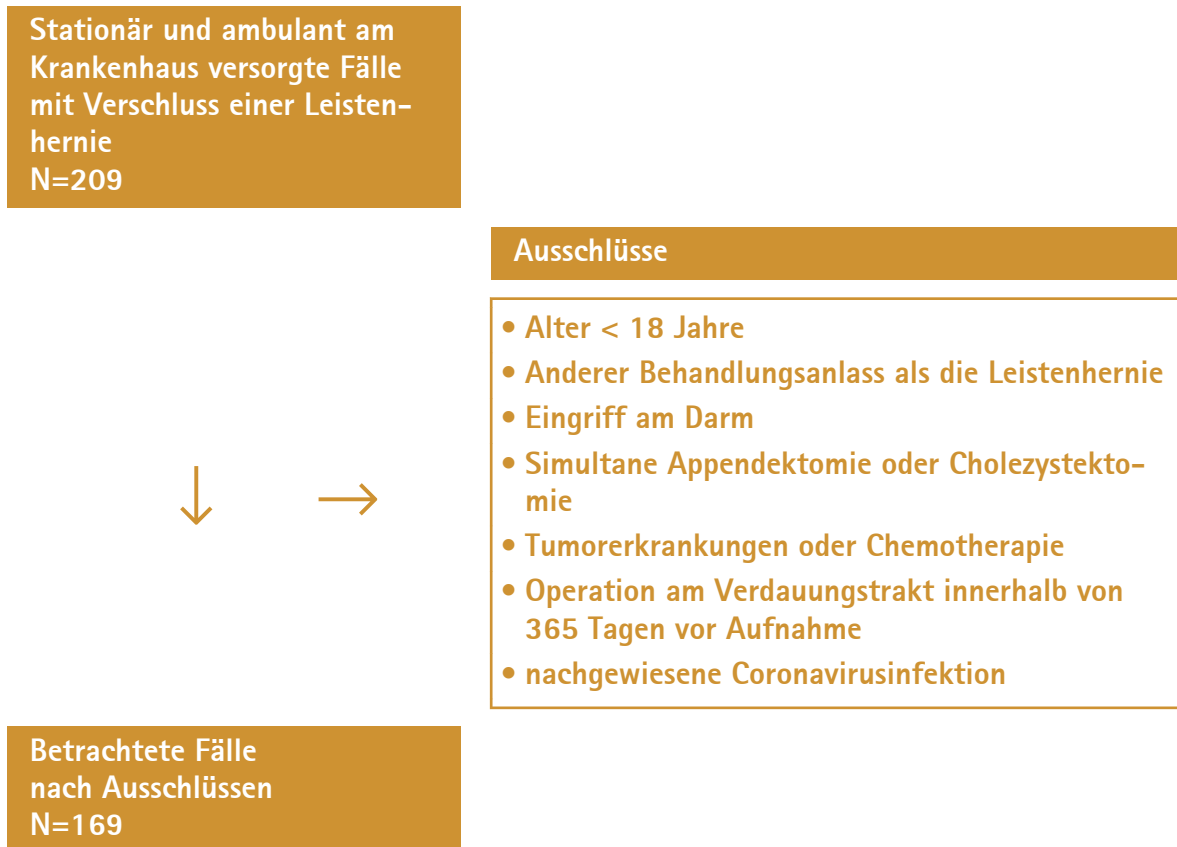 Stationär und ambulant am
Krankenhaus versorgte Fälle
mit Verschluss einer Leisten-
hernie
N=209
Ausschlüsse
• Alter < 18 Jahre
• Anderer Behandlungsanlass als die Leistenhernie
• Eingriff am Darm
• Simultane Appendektomie oder Cholezystekto-
mie
• Tumorerkrankungen oder Chemotherapie
• Operation am Verdauungstrakt innerhalb von
365 Tagen vor Aufnahme
• nachgewiesene Coronavirusinfektion
Betrachtete Fälle
nach Ausschlüssen
N=169